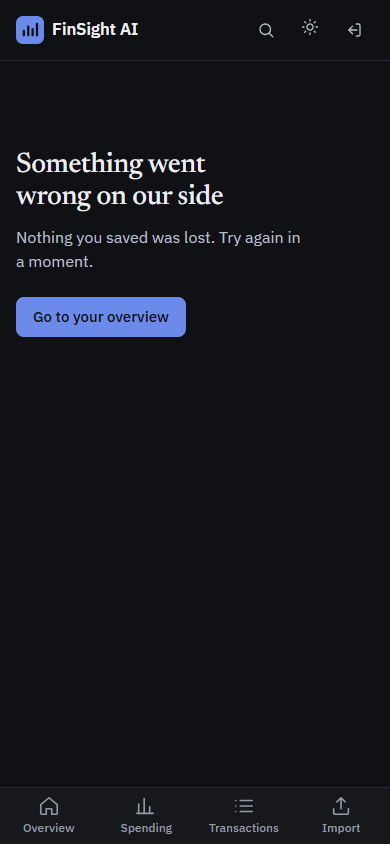 FinSight AI
Something went
wrong on our side
Nothing you saved was lost. Try again in
a moment.
Go to your overview
Overview
Spending
Transactions
Import